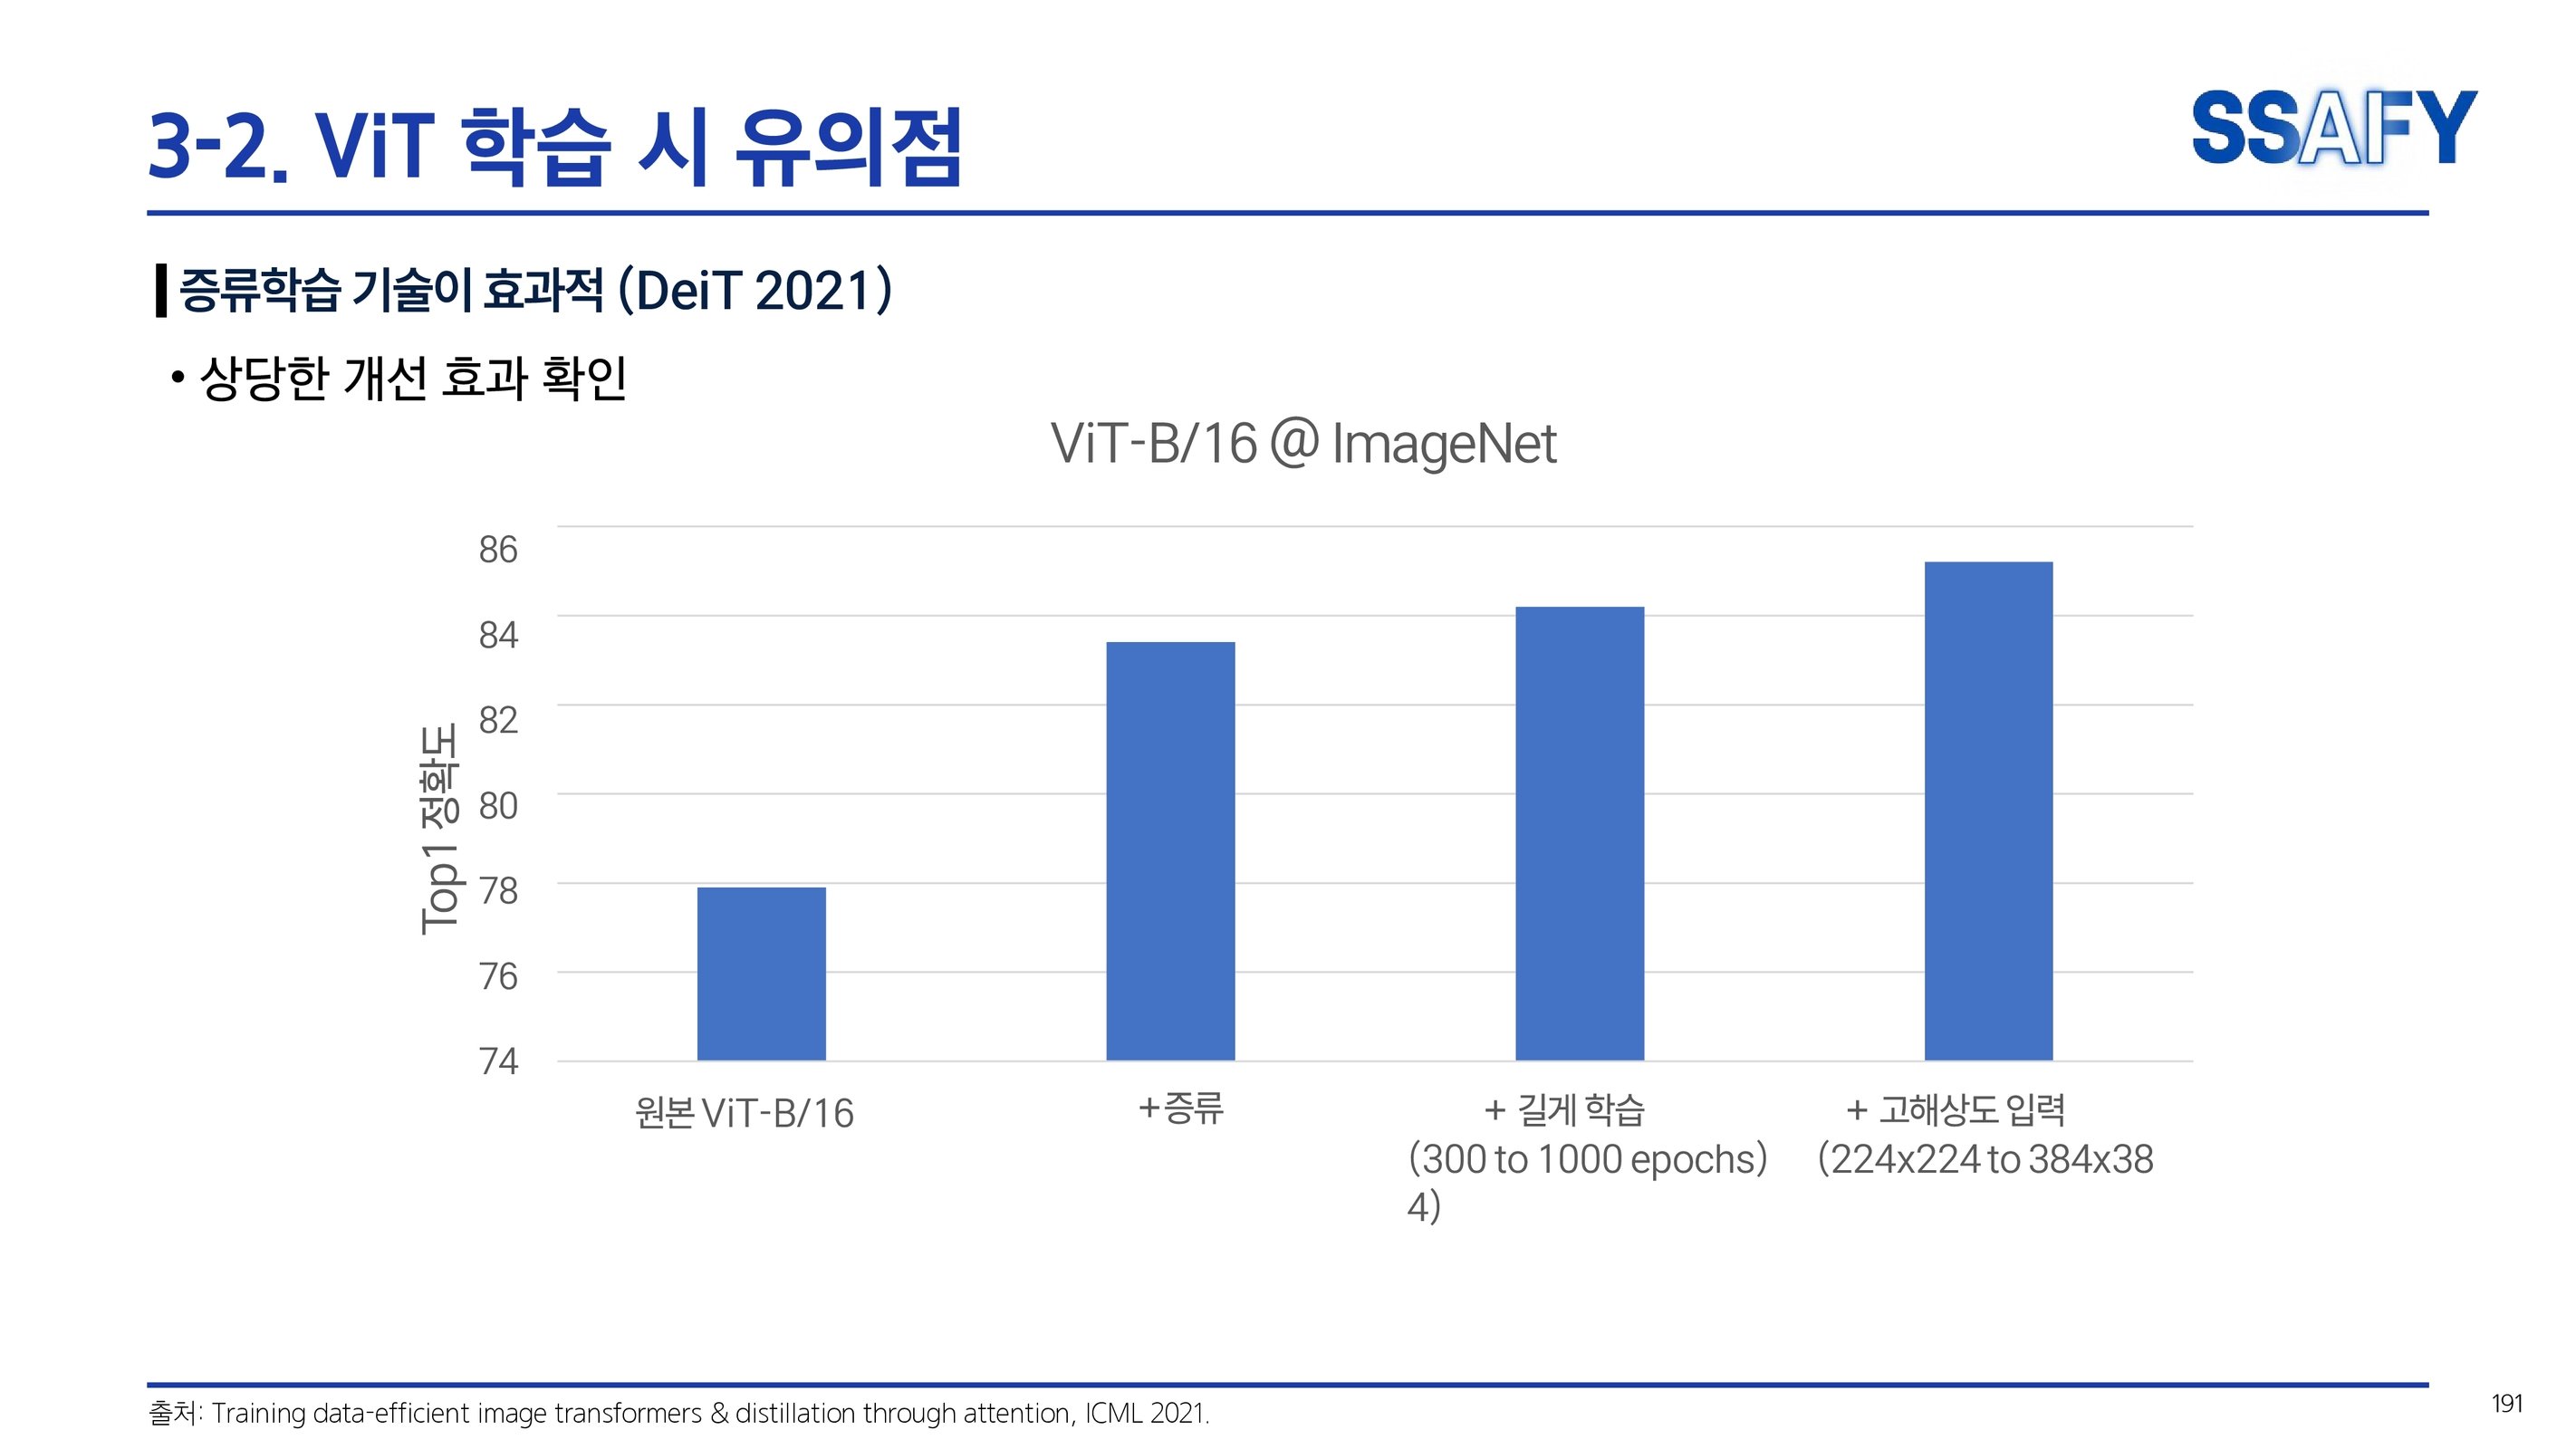 3-2. ViT 학습 시 유의점
SSAFY
증류학습 기술이 효과적 (DeiT 2021)
• 상당한 개선 효과 확인
ViT-B/16 @ ImageNet
Top1 정확도
86
84
82
80
78
76
74
원본 ViT-B/16
+증류
+ 길게 학습
(300 to 1000 epochs)
+ 고해상도 입력
(224x224 to 384x38
4)
출처: Training data-efficient image transformers & distillation through attention, ICML 2021.
191